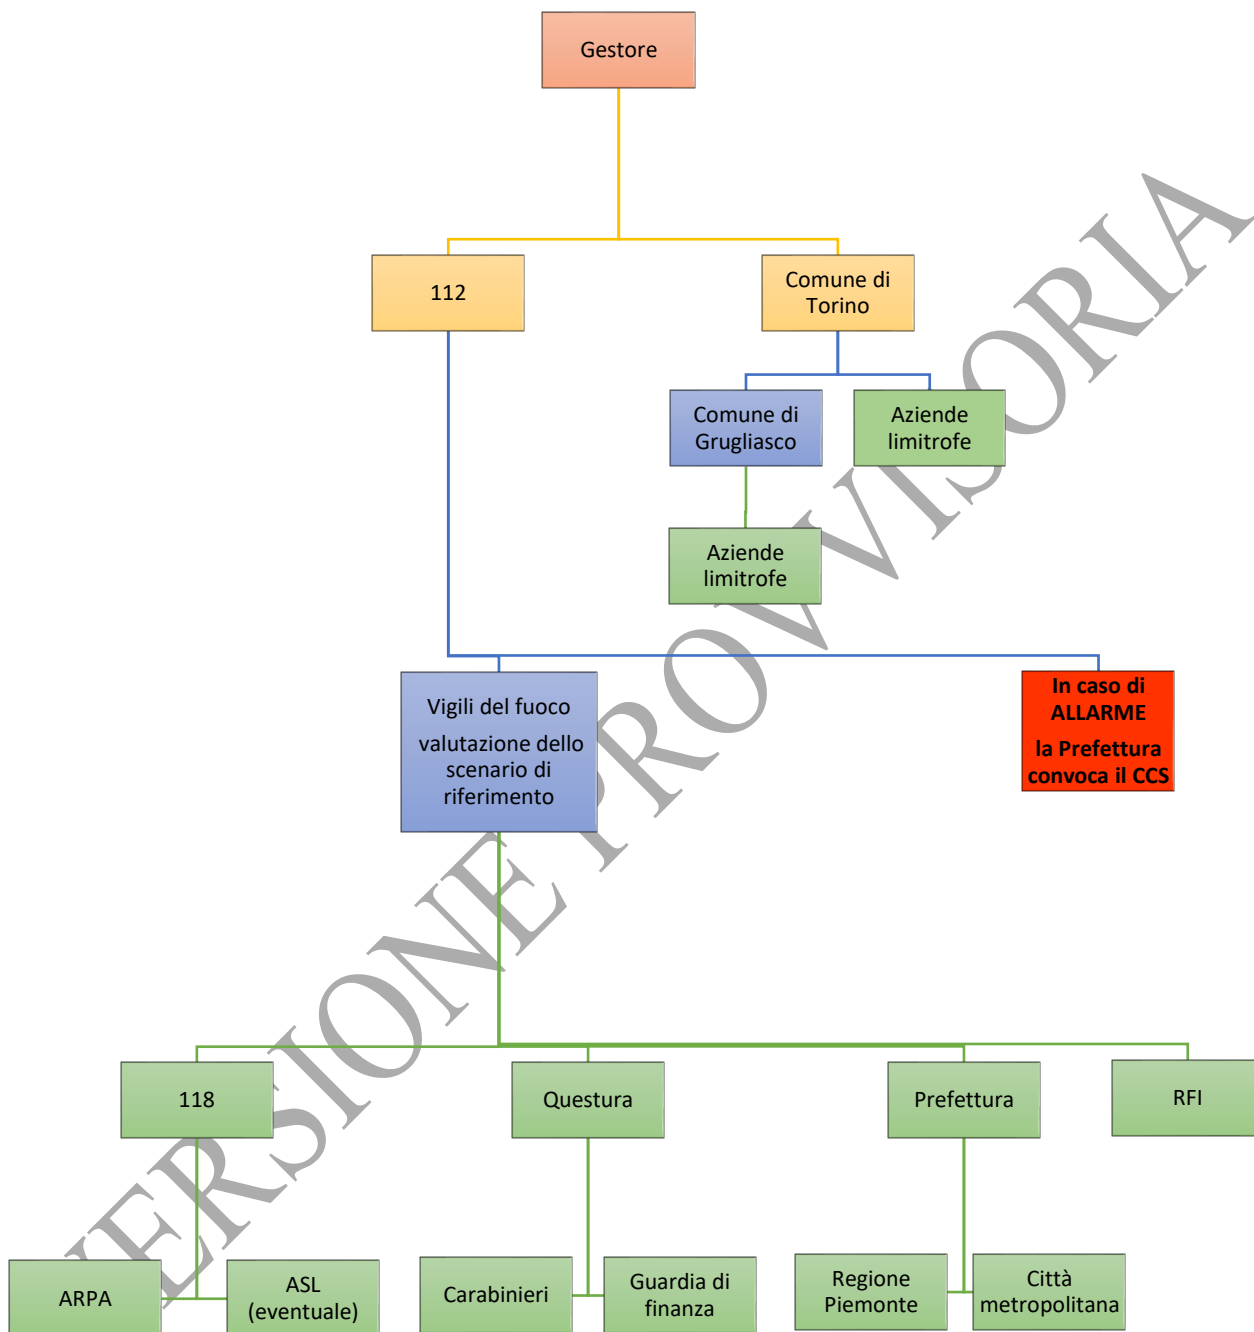 Gestore
112
Comune di
Torino
Comune di
Grugliasco
Aziende
limitrofe
Aziende
limitrofe
Vigili del fuoco
valutazione dello
scenario di
riferimento
In caso di
ALLARME
la Prefettura
convoca il CCS
118
Questura
Prefettura
RFI
ARPA
ASL
(eventuale)
Carabinieri
Guardia di
finanza
Regione
Piemonte
Città
metropolitana
VERSIONE PROVVISORIA